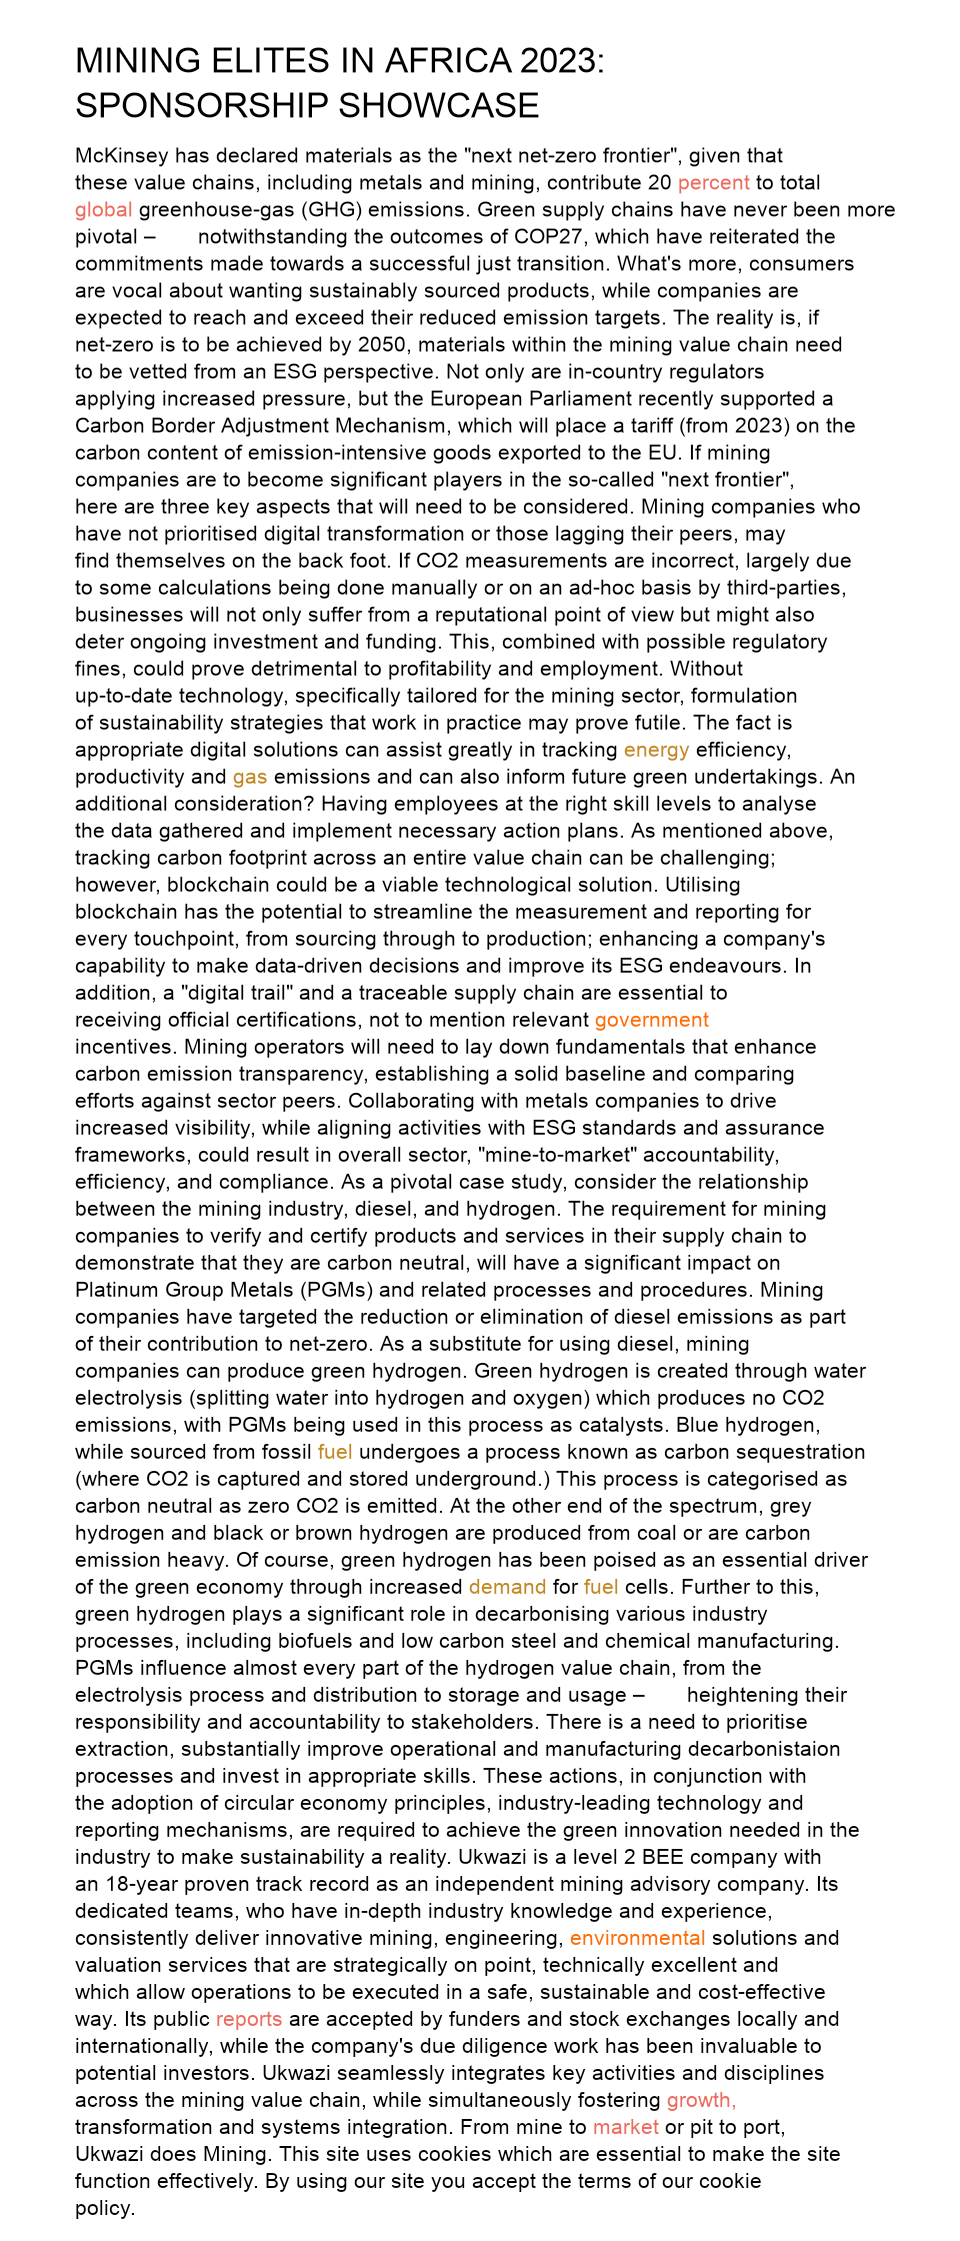 MINING ELITES IN AFRICA 2023:
SPONSORSHIP SHOWCASE
McKinsey has declared materials as the "next net-zero frontier", given that
these value chains, including metals and mining, contribute 20 percent to total
global greenhouse-gas (GHG) emissions. Green supply chains have never been more
pivotal – notwithstanding the outcomes of COP27, which have reiterated the
commitments made towards a successful just transition. What's more, consumers
are vocal about wanting sustainably sourced products, while companies are
expected to reach and exceed their reduced emission targets. The reality is, if
net-zero is to be achieved by 2050, materials within the mining value chain need
to be vetted from an ESG perspective. Not only are in-country regulators
applying increased pressure, but the European Parliament recently supported a
Carbon Border Adjustment Mechanism, which will place a tariff (from 2023) on the
carbon content of emission-intensive goods exported to the EU. If mining
companies are to become significant players in the so-called "next frontier",
here are three key aspects that will need to be considered. Mining companies who
have not prioritised digital transformation or those lagging their peers, may
find themselves on the back foot. If CO2 measurements are incorrect, largely due
to some calculations being done manually or on an ad-hoc basis by third-parties,
businesses will not only suffer from a reputational point of view but might also
deter ongoing investment and funding. This, combined with possible regulatory
fines, could prove detrimental to profitability and employment. Without
up-to-date technology, specifically tailored for the mining sector, formulation
of sustainability strategies that work in practice may prove futile. The fact is
appropriate digital solutions can assist greatly in tracking energy efficiency,
productivity and gas emissions and can also inform future green undertakings. An
additional consideration? Having employees at the right skill levels to analyse
the data gathered and implement necessary action plans. As mentioned above,
tracking carbon footprint across an entire value chain can be challenging;
however, blockchain could be a viable technological solution. Utilising
blockchain has the potential to streamline the measurement and reporting for
every touchpoint, from sourcing through to production; enhancing a company's
capability to make data-driven decisions and improve its ESG endeavours. In
addition, a "digital trail" and a traceable supply chain are essential to
receiving official certifications, not to mention relevant government
incentives. Mining operators will need to lay down fundamentals that enhance
carbon emission transparency, establishing a solid baseline and comparing
efforts against sector peers. Collaborating with metals companies to drive
increased visibility, while aligning activities with ESG standards and assurance
frameworks, could result in overall sector, "mine-to-market" accountability,
efficiency, and compliance. As a pivotal case study, consider the relationship
between the mining industry, diesel, and hydrogen. The requirement for mining
companies to verify and certify products and services in their supply chain to
demonstrate that they are carbon neutral, will have a significant impact on
Platinum Group Metals (PGMs) and related processes and procedures. Mining
companies have targeted the reduction or elimination of diesel emissions as part
of their contribution to net-zero. As a substitute for using diesel, mining
companies can produce green hydrogen. Green hydrogen is created through water
electrolysis (splitting water into hydrogen and oxygen) which produces no CO2
emissions, with PGMs being used in this process as catalysts. Blue hydrogen,
while sourced from fossil fuel undergoes a process known as carbon sequestration
(where CO2 is captured and stored underground.) This process is categorised as
carbon neutral as zero CO2 is emitted. At the other end of the spectrum, grey
hydrogen and black or brown hydrogen are produced from coal or are carbon
emission heavy. Of course, green hydrogen has been poised as an essential driver
of the green economy through increased demand for fuel cells. Further to this,
green hydrogen plays a significant role in decarbonising various industry
processes, including biofuels and low carbon steel and chemical manufacturing.
PGMs influence almost every part of the hydrogen value chain, from the
electrolysis process and distribution to storage and usage – heightening their
responsibility and accountability to stakeholders. There is a need to prioritise
extraction, substantially improve operational and manufacturing decarbonistaion
processes and invest in appropriate skills. These actions, in conjunction with
the adoption of circular economy principles, industry-leading technology and
reporting mechanisms, are required to achieve the green innovation needed in the
industry to make sustainability a reality. Ukwazi is a level 2 BEE company with
an 18-year proven track record as an independent mining advisory company. Its
dedicated teams, who have in-depth industry knowledge and experience,
consistently deliver innovative mining, engineering, environmental solutions and
valuation services that are strategically on point, technically excellent and
which allow operations to be executed in a safe, sustainable and cost-effective
way. Its public reports are accepted by funders and stock exchanges locally and
internationally, while the company's due diligence work has been invaluable to
potential investors. Ukwazi seamlessly integrates key activities and disciplines
across the mining value chain, while simultaneously fostering growth,
transformation and systems integration. From mine to market or pit to port,
Ukwazi does Mining. This site uses cookies which are essential to make the site
function effectively. By using our site you accept the terms of our cookie
policy.